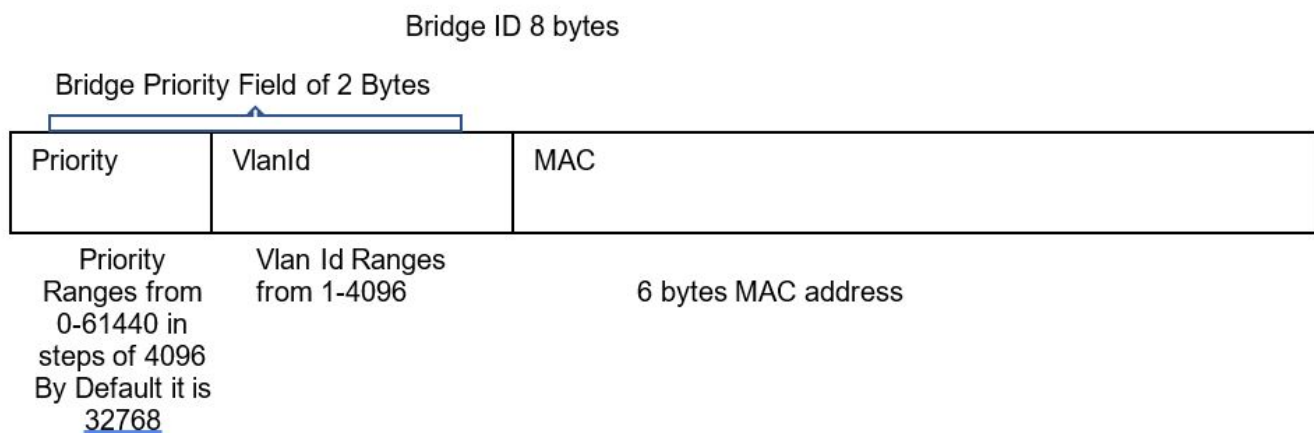 Bridge ID 8 bytes
Bridge Priority Field of 2 Bytes
Priority
VlanId
MAC
Priority
Ranges from
0-61440 in
steps of 4096
By Default it is
32768
Vlan Id Ranges
from 1-4096
6 bytes MAC address